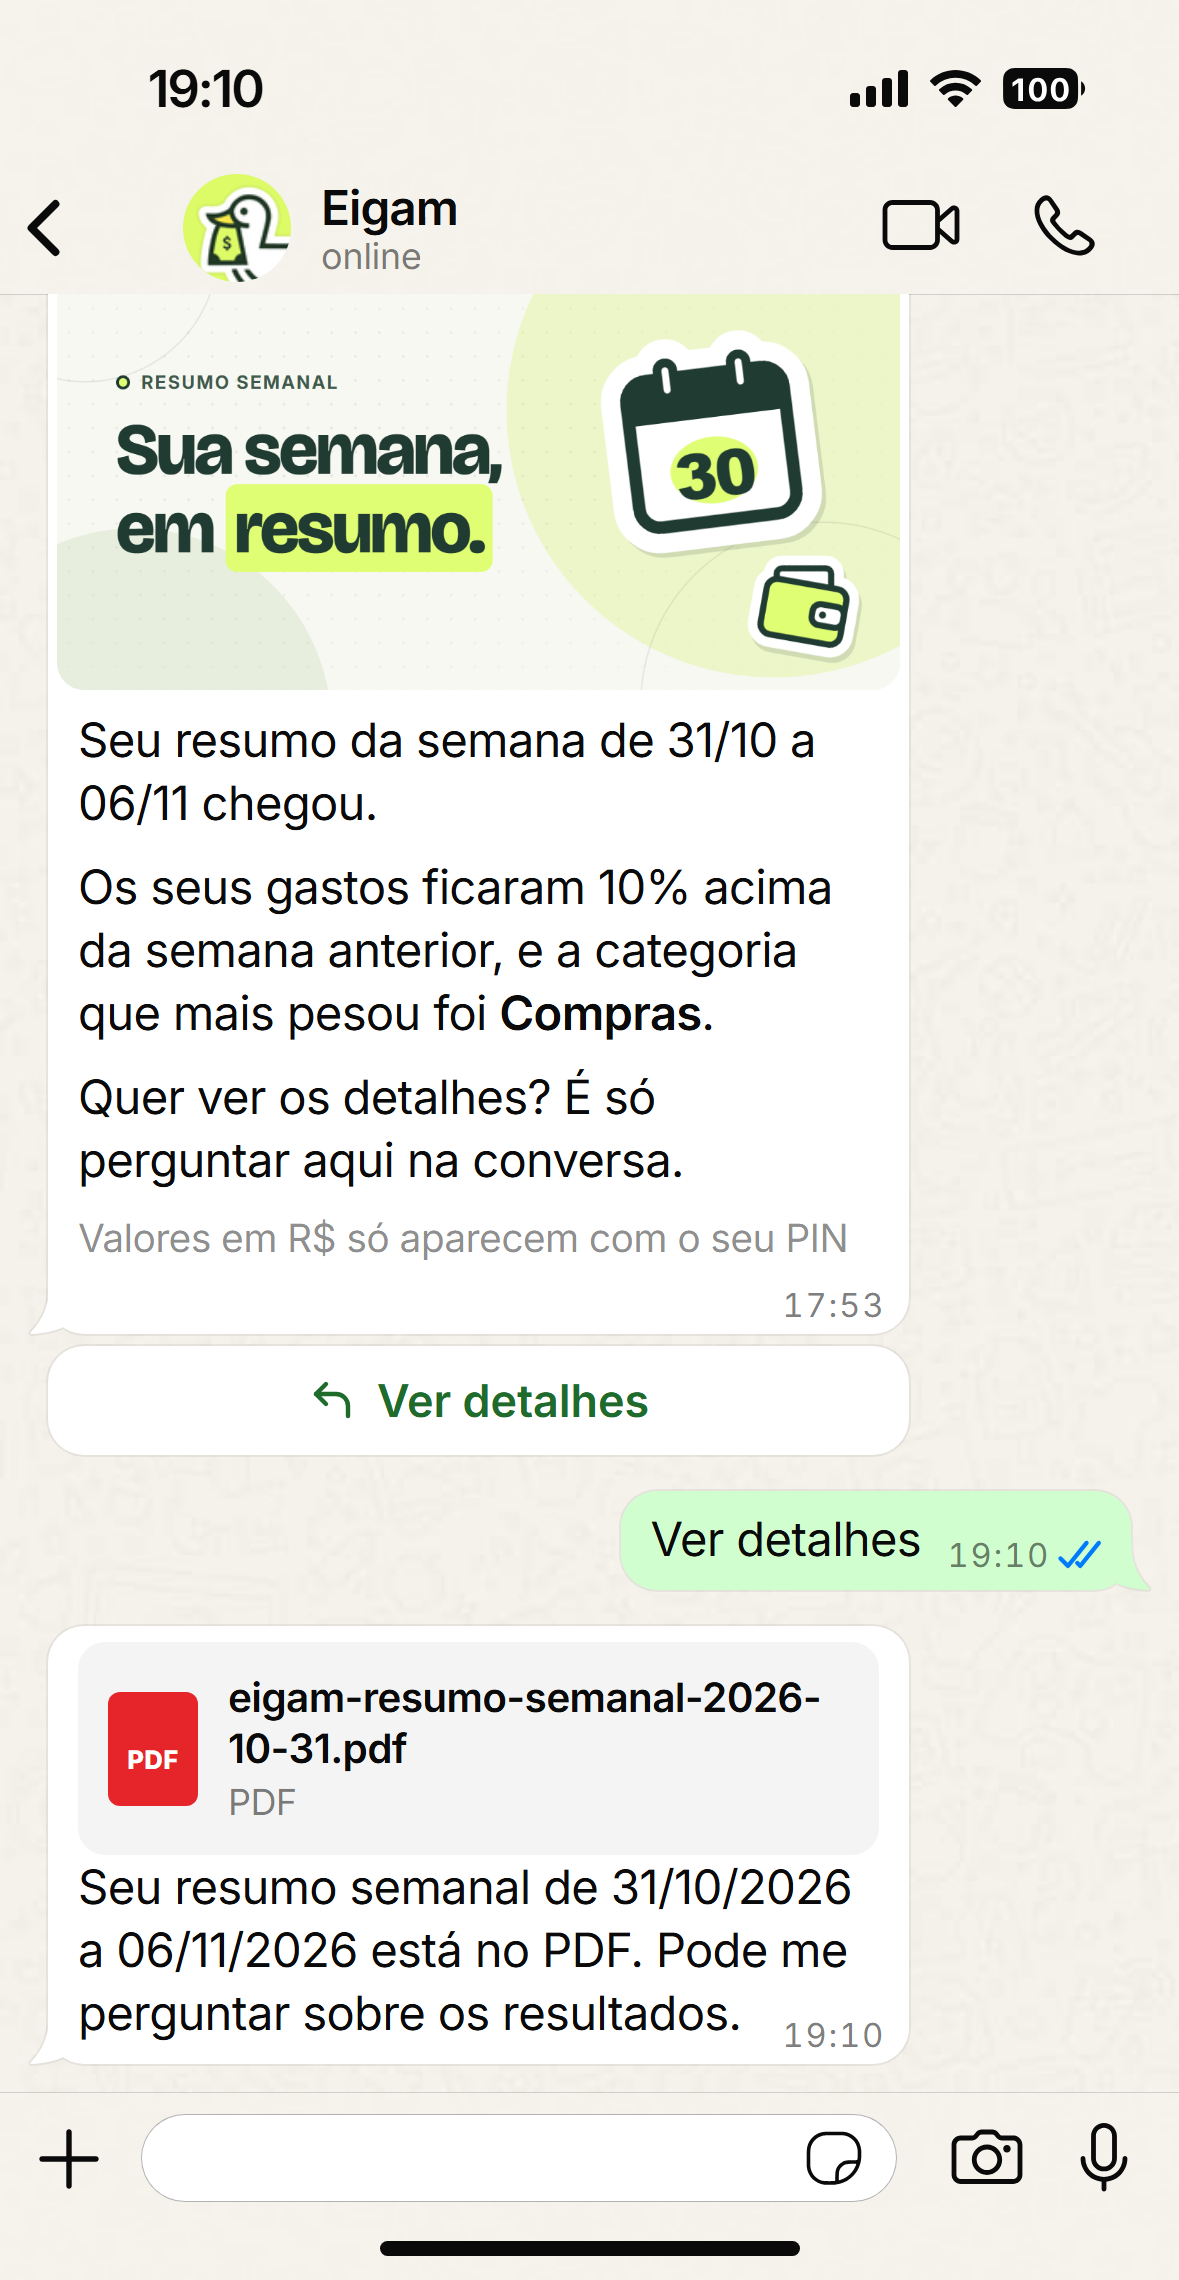 19:10
100
Eigam
online
$
RESUMO SEMANAL
Sua semana,
em resumo.
30
Seu resumo da semana de 31/10 a
06/11 chegou.
Os seus gastos ficaram 10% acima
da semana anterior, e a categoria
que mais pesou foi Compras.
Quer ver os detalhes? É só
perguntar aqui na conversa.
Valores em R$ só aparecem com o seu PIN
17:53
Ver detalhes
Ver detalhes 19:10
eigam-resumo-semanal-2026-
10-31.pdf
PDF
PDF
Seu resumo semanal de 31/10/2026
a 06/11/2026 está no PDF. Pode me
perguntar sobre os resultados. 19:10